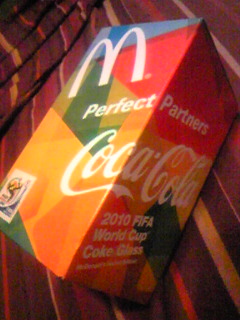 M
Perfect Partners
Coca-Cola
2010 FIFA
World Cup
Coke Glass